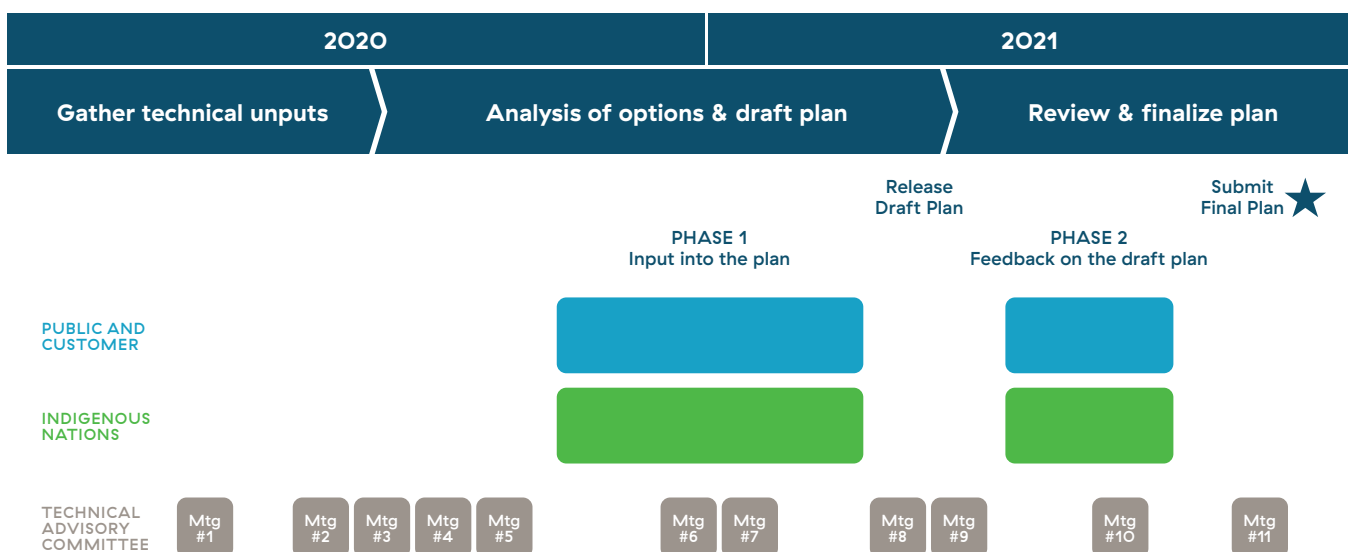 2020
2021
Gather technical unputs
Analysis of options & draft plan
Review & finalize plan
Release
Draft Plan
Submit
Final Plan
PHASE 1
Input into the plan
PHASE 2
Feedback on the draft plan
PUBLIC AND
CUSTOMER
INDIGENOUS
NATIONS
TECHNICAL
ADVISORY
COMMITTEE
Mtg
#1
Mtg
#2
Mtg
#3
Mtg
#4
Mtg
#5
Mtg
#6
Mtg
#7
Mtg
#8
Mtg
#9
Mtg
#10
Mtg
#11